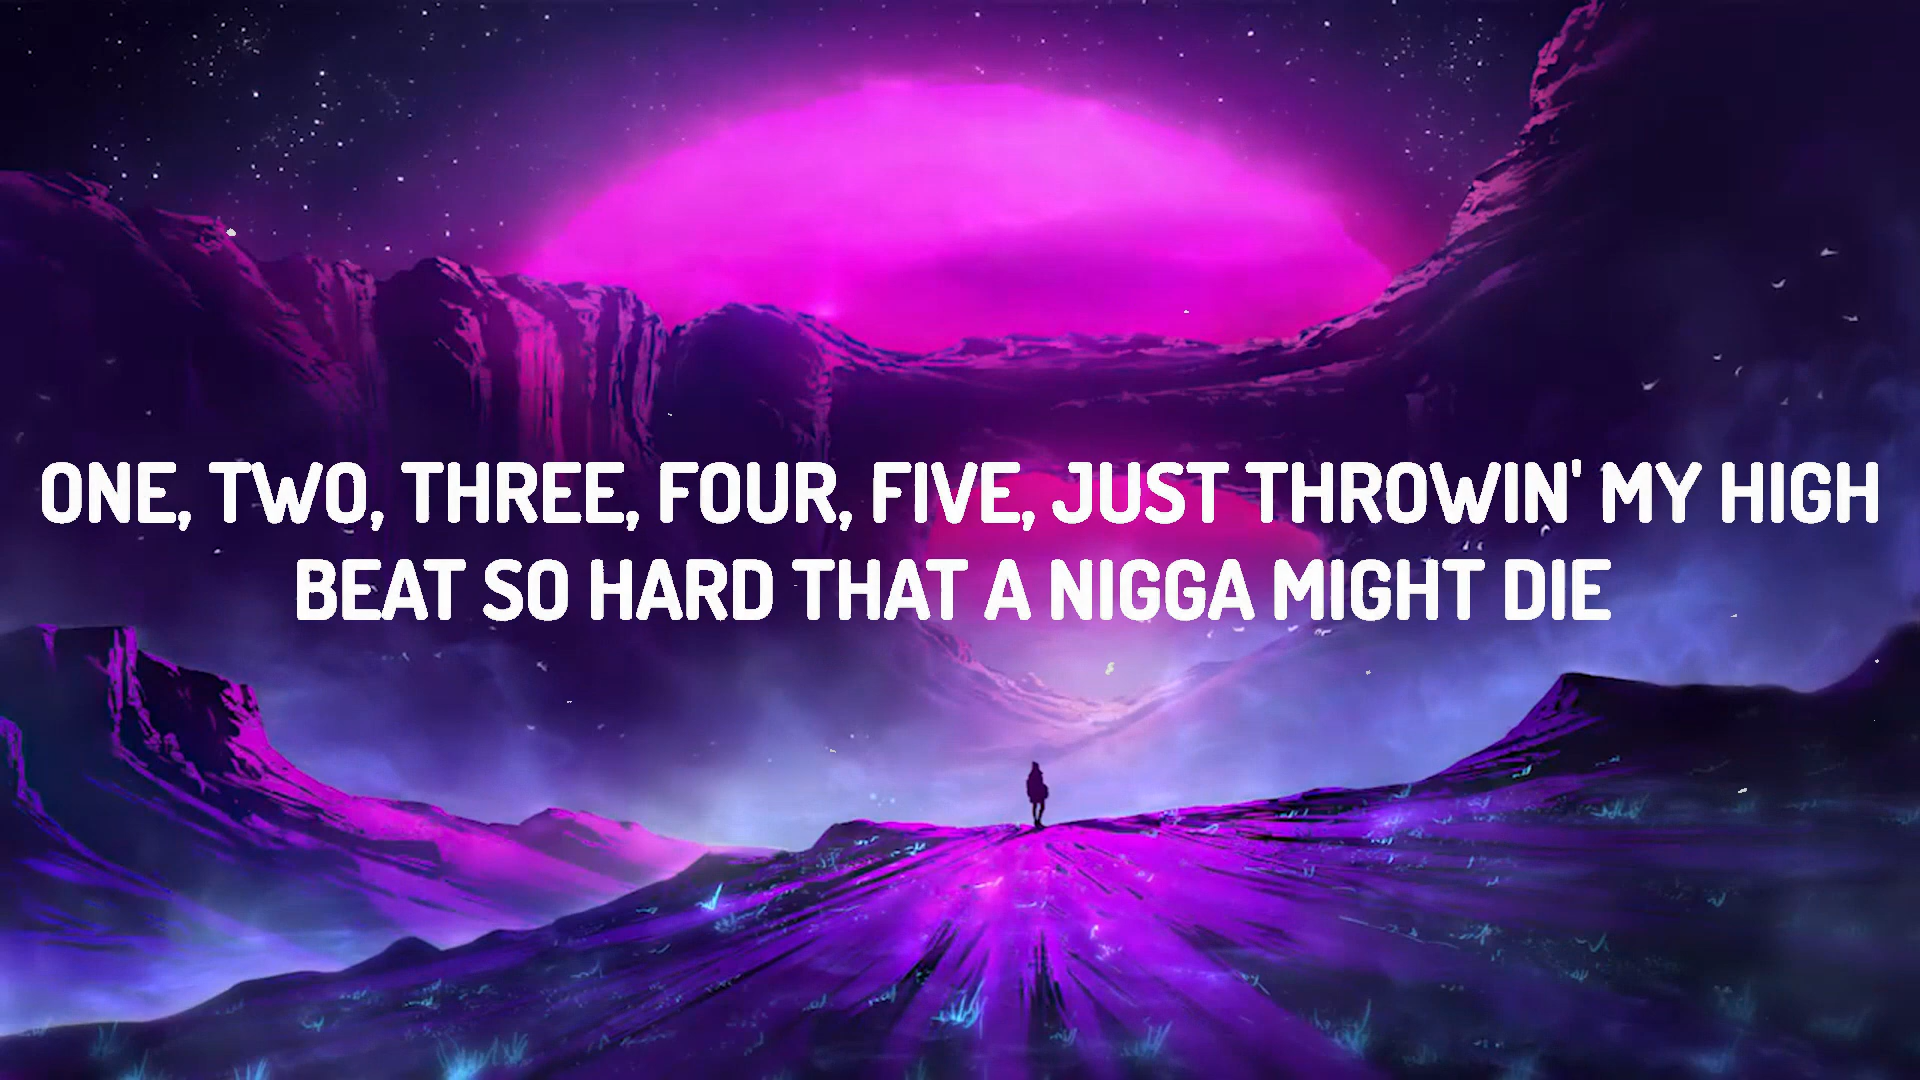 ONE, TWO, THREE, FOUR, FIVE, JUST THROWIN' MY HIGH
BEAT SO HARD THAT A NIGGA MIGHT DIE